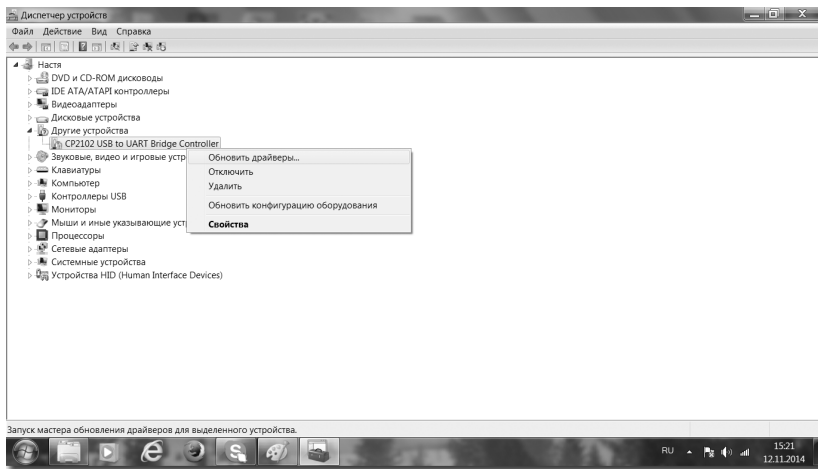 Диспетчер устройств
Файл Действие Вид Справка
Настя
DVD и CD-ROM дисководы
IDE ATA/ATAPI контроллеры
Видеоадаптеры
Дисковые устройства
Другие устройства
CP2102 USB to UART Bridge Controller
Звуковые, видео и игровые устр
Клавиатуры
Компьютер
Контроллеры USB
Мониторы
Мыши и иные указывающие уст
Процессоры
Сетевые адаптеры
Системные устройства
Устройства HID (Human Interface Devices)
Обновить драйверы...
Отключить
Удалить
Обновить конфигурацию оборудования
Свойства
Запуск мастера обновления драйверов для выделенного устройства.
RU
15:21
12.11.2014